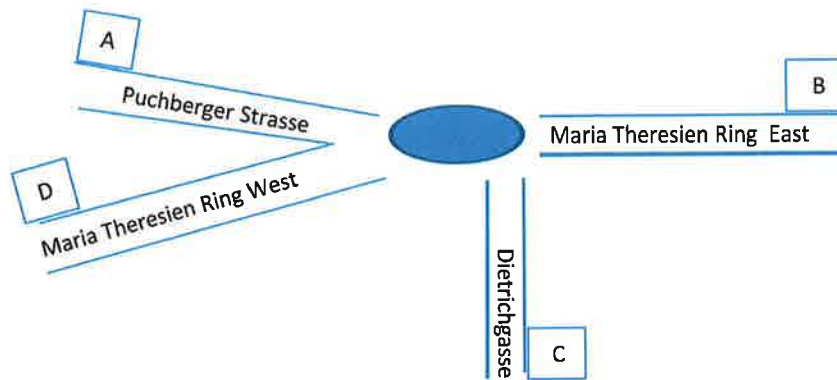 A
B
Puchberger Strasse
Maria Theresien Ring East
D
Maria Theresien Ring West
Dietrichgasse
C